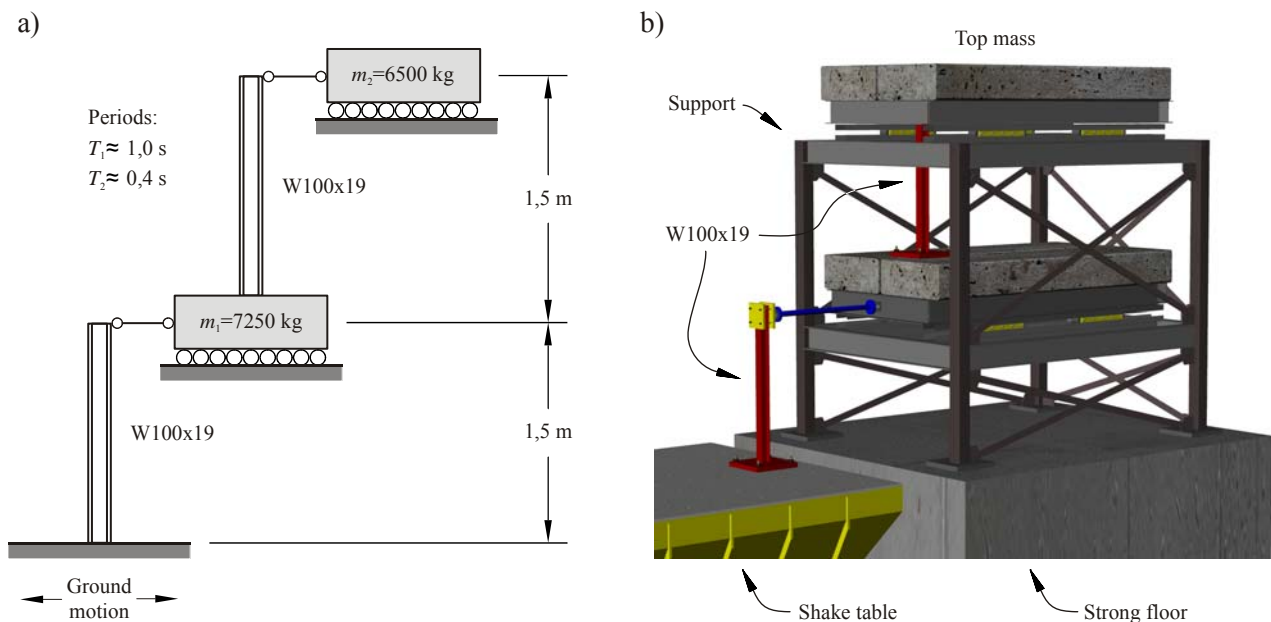 a)
m₂=6500 kg
Periods:
T₁≈ 1,0 s
T₂≈ 0,4 s
W100x19
1,5 m
m₁=7250 kg
W100x19
1,5 m
Ground
motion
b)
Top mass
Support
W100x19
Shake table
Strong floor